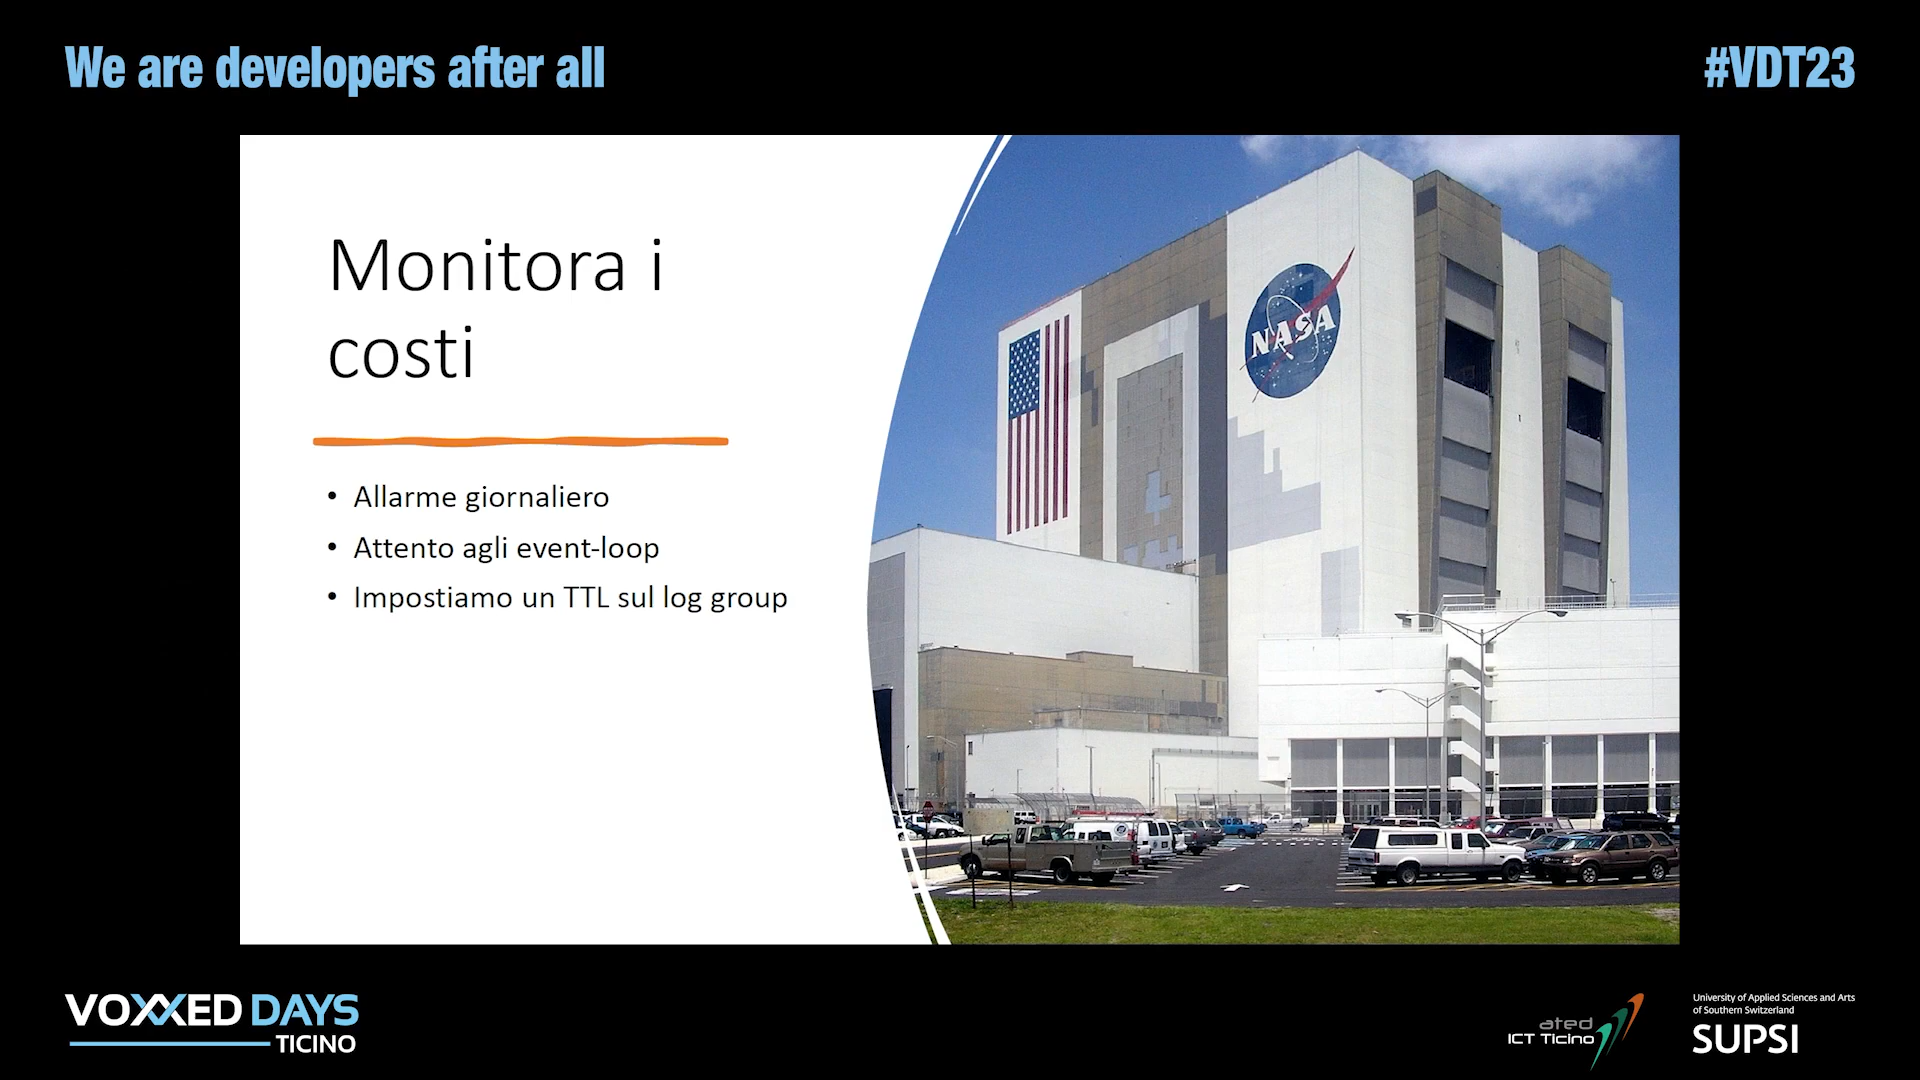 We are developers after all
#VDT23
Monitora i
costi
• Allarme giornaliero
• Attento agli event-loop
• Impostiamo un TTL sul log group
NASA
VOXXED DAYS
TICINO
ated
ICT Ticino
University of Applied Sciences and Arts
of Southern Switzerland
SUPSI